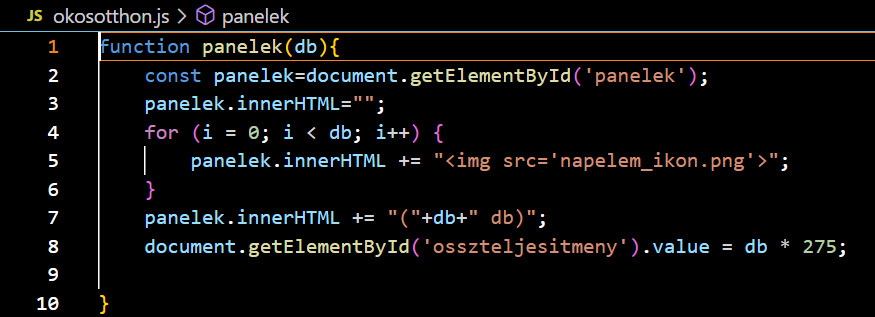 JS okosotthon.js > panelek
1 function panelek(db){
2 const panelek=document.getElementById('panelek');
3 panelek.innerHTML="";
4 for (i = 0; i < db; i++) {
5 panelek.innerHTML += "<img src='napelem_ikon.png'>";
6 }
7 panelek.innerHTML += "("+db+" db)";
8 document.getElementById('osszteljesitmeny').value = db * 275;
9
10 }